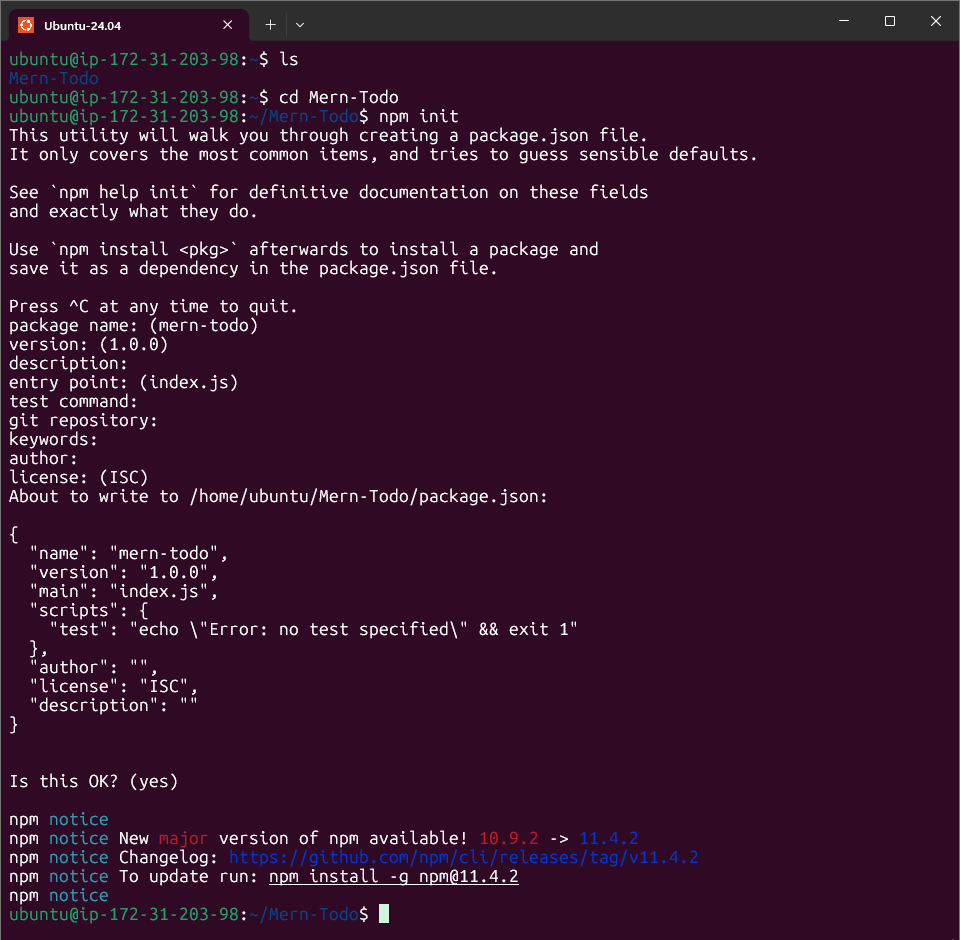 Ubuntu-24.04
ubuntu@ip-172-31-203-98:~$ ls
Mern-Todo
ubuntu@ip-172-31-203-98:~$ cd Mern-Todo
ubuntu@ip-172-31-203-98:~/Mern-Todo$ npm init
This utility will walk you through creating a package.json file.
It only covers the most common items, and tries to guess sensible defaults.

See `npm help init` for definitive documentation on these fields
and exactly what they do.

Use `npm install <pkg>` afterwards to install a package and
save it as a dependency in the package.json file.

Press ^C at any time to quit.
package name: (mern-todo)
version: (1.0.0)
description:
entry point: (index.js)
test command:
git repository:
keywords:
author:
license: (ISC)
About to write to /home/ubuntu/Mern-Todo/package.json:

{
  "name": "mern-todo",
  "version": "1.0.0",
  "main": "index.js",
  "scripts": {
    "test": "echo \"Error: no test specified\" && exit 1"
  },
  "author": "",
  "license": "ISC",
  "description": ""
}

Is this OK? (yes)

npm notice
npm notice New major version of npm available! 10.9.2 -> 11.4.2
npm notice Changelog: https://github.com/npm/cli/releases/tag/v11.4.2
npm notice To update run: npm install -g npm@11.4.2
npm notice
ubuntu@ip-172-31-203-98:~/Mern-Todo$